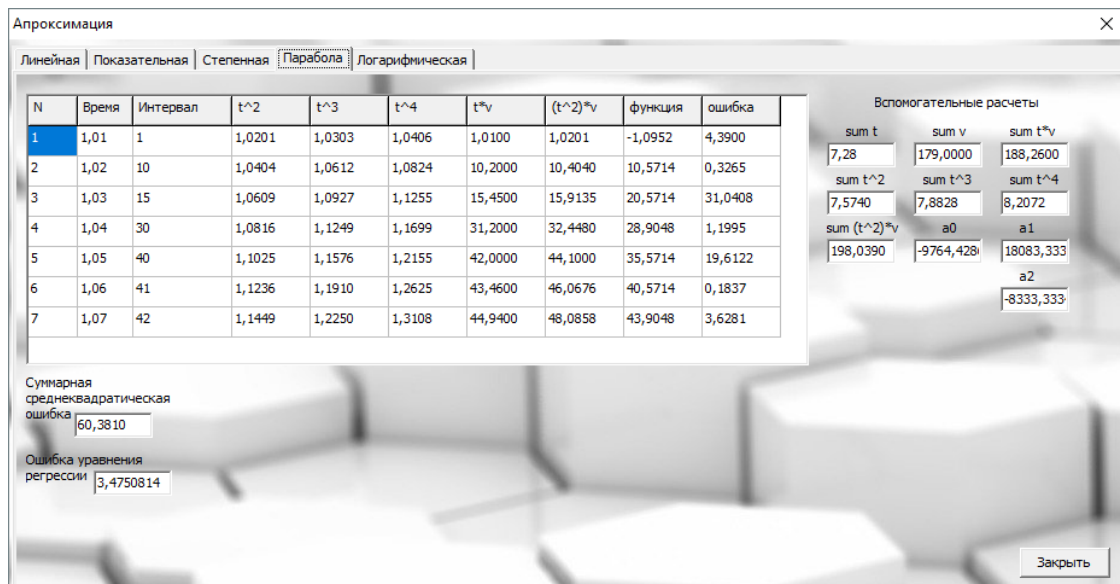 Апроксимация
Линейная Показательная Степенная Парабола Логарифмическая
N Время Интервал t^2 t^3 t^4 t*v (t^2)*v функция ошибка
1 1,01 1 1,0201 1,0303 1,0406 1,0100 1,0201 -1,0952 4,3900
2 1,02 10 1,0404 1,0612 1,0824 10,2000 10,4040 10,5714 0,3265
3 1,03 15 1,0609 1,0927 1,1255 15,4500 15,9135 20,5714 31,0408
4 1,04 30 1,0816 1,1249 1,1699 31,2000 32,4480 28,9048 1,1995
5 1,05 40 1,1025 1,1576 1,2155 42,0000 44,1000 35,5714 19,6122
6 1,06 41 1,1236 1,1910 1,2625 43,4600 46,0676 40,5714 0,1837
7 1,07 42 1,1449 1,2250 1,3108 44,9400 48,0858 43,9048 3,6281
Вспомогательные расчеты
sum t sum v sum t*v
7,28 179,0000 188,2600
sum t^2 sum t^3 sum t^4
7,5740 7,8828 8,2072
sum (t^2)*v a0 a1
198,0390 -9764,428 18083,333
a2
-8333,333
Суммарная
среднеквадратическая
ошибка 60,3810
Ошибка уравнения
регрессии 3,4750814
Закрыть